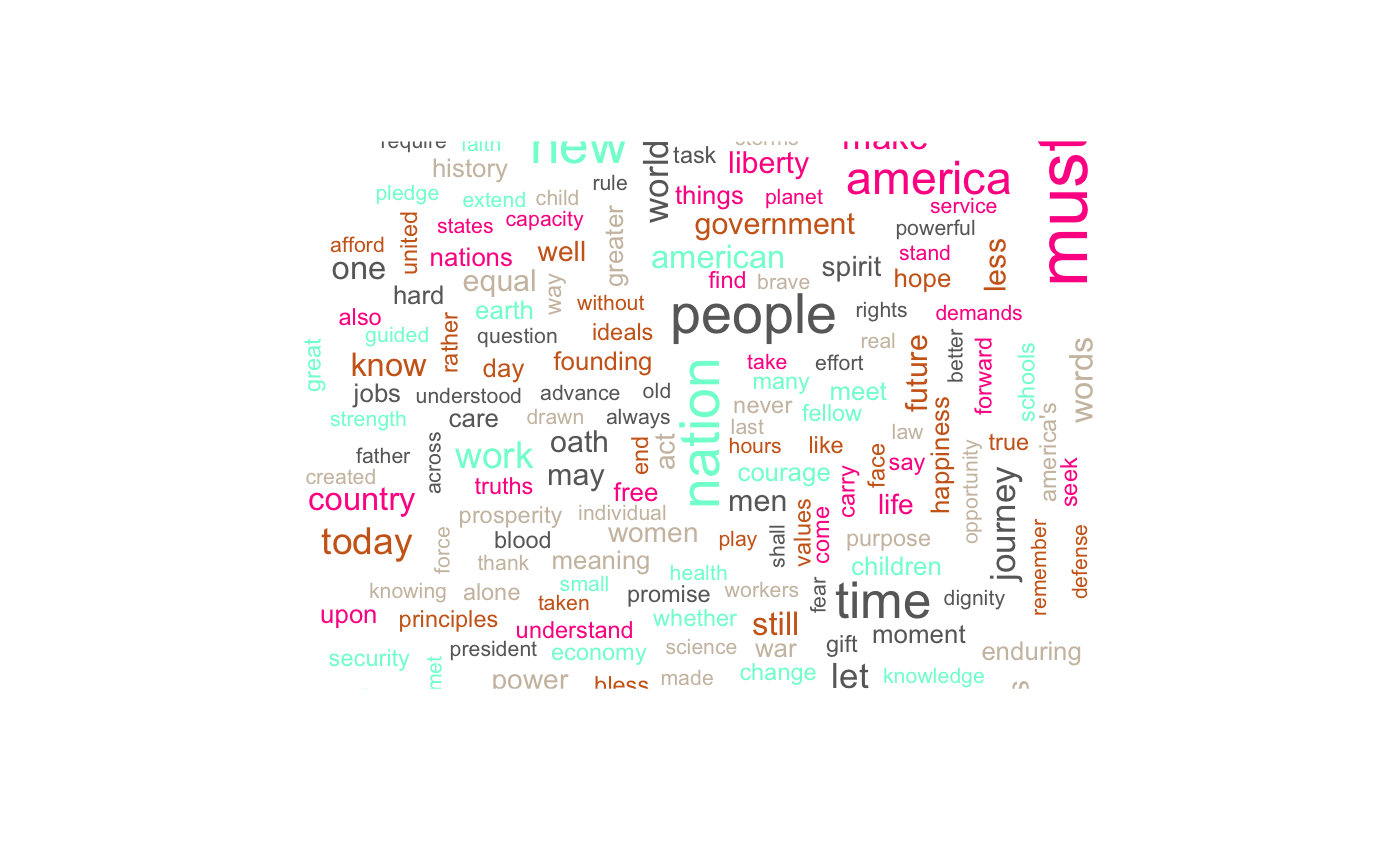 require faith new world task storms make must
history liberty america
pledge extend child rule things planet service
united states capacity greater government powerful
afford nations well american spirit stand less
one equal way find brave hope
hard earth without people rights demands
also guided rather question ideals real
great know day founding nation take effort future better forward schools words
jobs understood advance old many meet
strength care drawn always never fellow happiness america's
father across work oath end act last hours like law face say true opportunity seek
created truths may free courage carry life journey
country prosperity individual men values come
today force blood women play shall purpose remember defense
thank meaning health children
knowing alone small promise workers fear time dignity
upon principles taken understand whether still moment
security met president economy science war gift enduring
power bless made change let knowledge
s